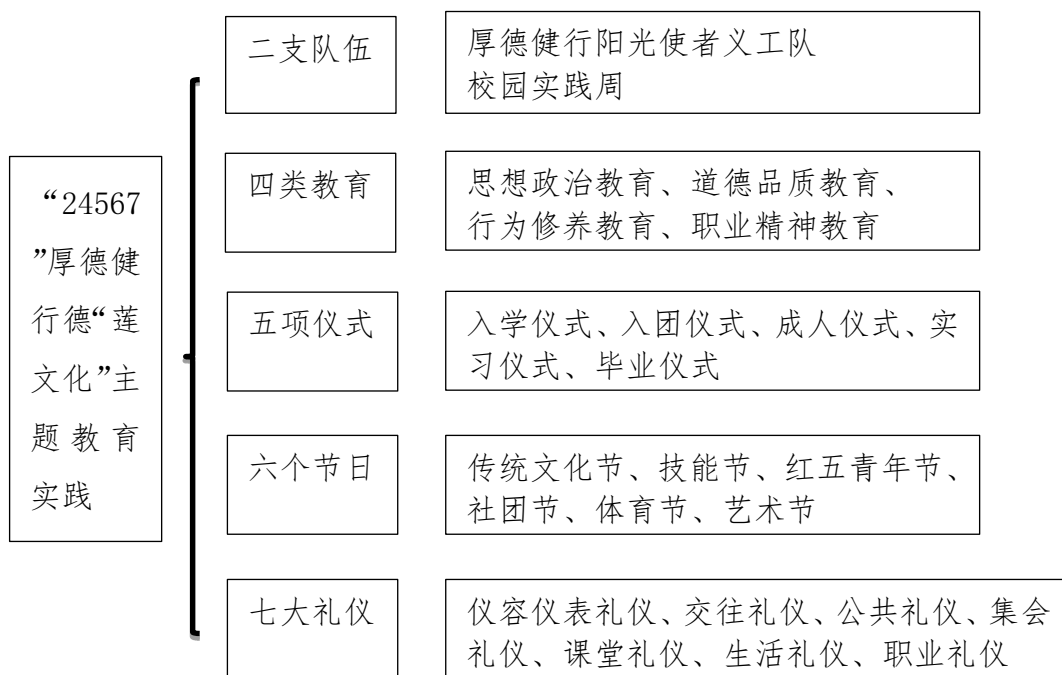 “24567
”厚德健
行德“莲
文化”主
题教育
实践
二支队伍
厚德健行阳光使者义工队
校园实践周
四类教育
思想政治教育、道德品质教育、
行为修养教育、职业精神教育
五项仪式
入学仪式、入团仪式、成人仪式、实
习仪式、毕业仪式
六个节日
传统文化节、技能节、红五青年节、
社团节、体育节、艺术节
七大礼仪
仪容仪表礼仪、交往礼仪、公共礼仪、集会
礼仪、课堂礼仪、生活礼仪、职业礼仪